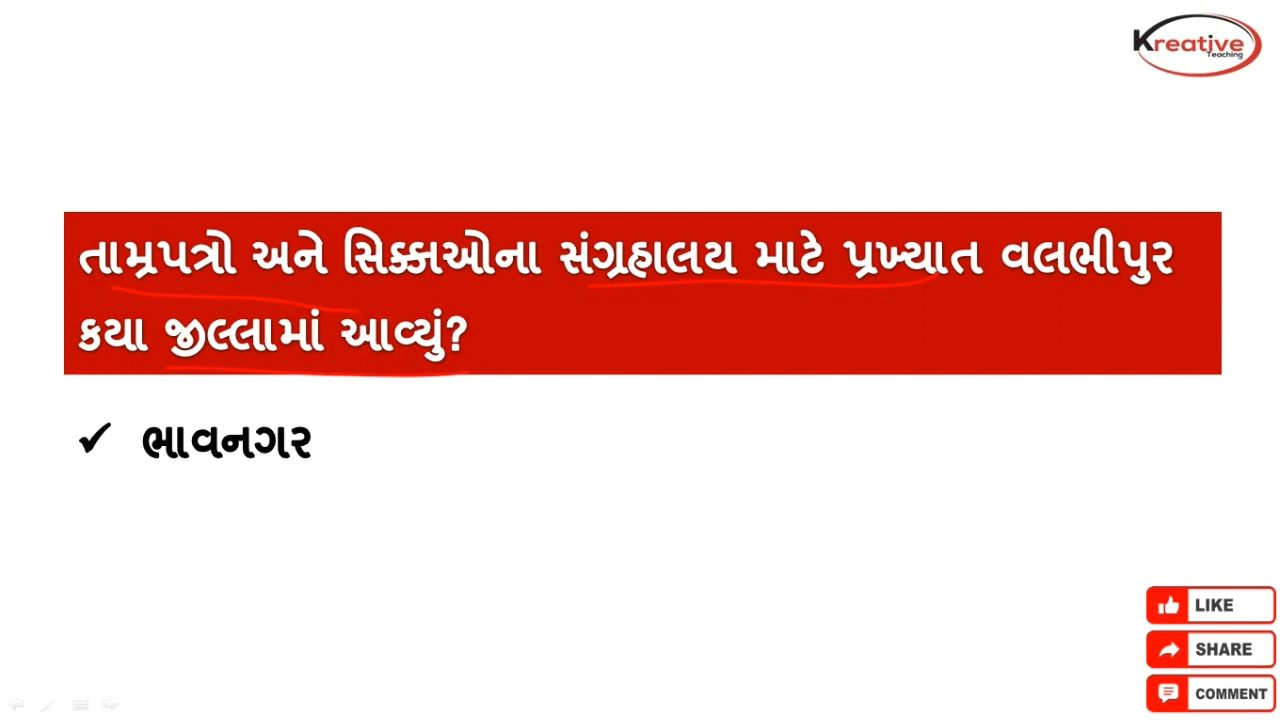 Kreative
Teaching
તામ્રપત્રો અને સિક્કાઓના સંગ્રહાલય માટે પ્રખ્યાત વલભીપુર
કયા જીલ્લામાં આવ્યું?
✓ ભાવનગર
LIKE
SHARE
COMMENT